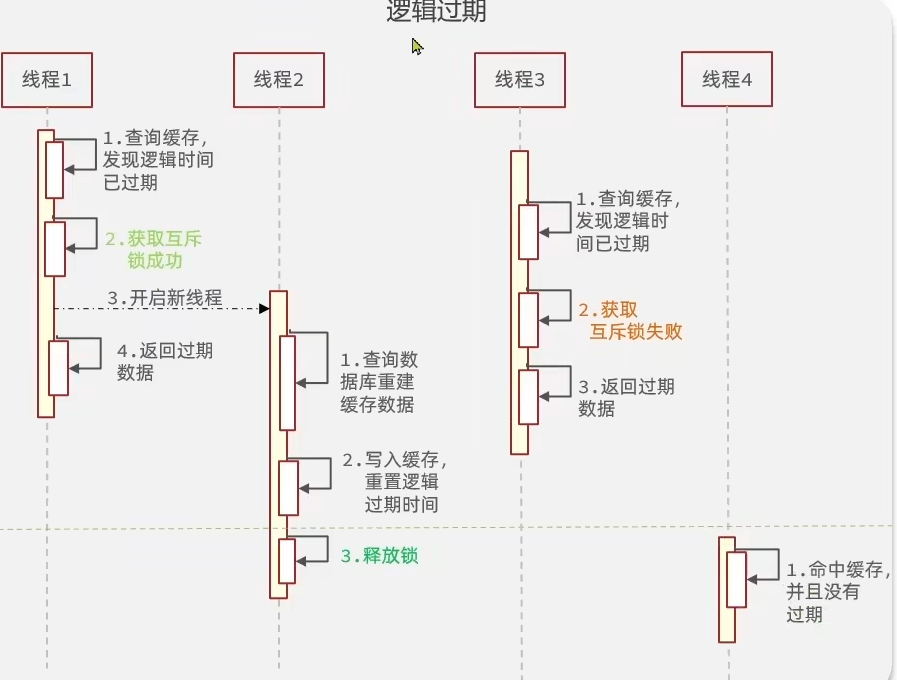 逻辑过期
线程1
线程2
线程3
线程4
1.查询缓存，
发现逻辑时间
已过期
2.获取互斥
锁成功
3.开启新线程
4.返回过期
数据
1.查询数
据库重建
缓存数据
2.写入缓存，
重置逻辑
过期时间
3.释放锁
1.查询缓存，
发现逻辑时
间已过期
2.获取
互斥锁失败
3.返回过期
数据
1.命中缓存，
并且没有
过期